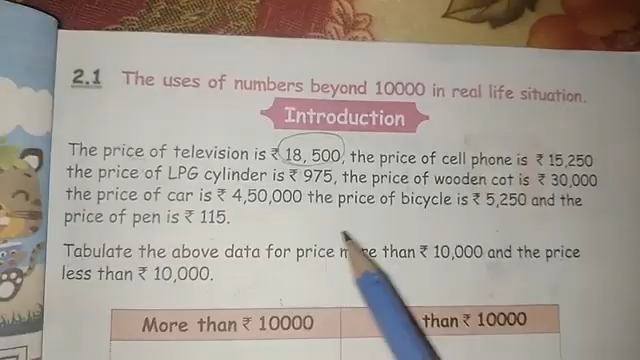 2.1 The uses of numbers beyond 10000 in real life situation.
Introduction
The price of television is ₹ 18, 500, the price of cell phone is ₹ 15,250
the price of LPG cylinder is ₹ 975, the price of wooden cot is ₹ 30,000
the price of car is ₹ 4,50,000 the price of bicycle is ₹ 5,250 and the
price of pen is ₹ 115.
Tabulate the above data for price than ₹ 10,000 and the price
less than ₹ 10,000.
More than ₹ 10000 than ₹ 10000